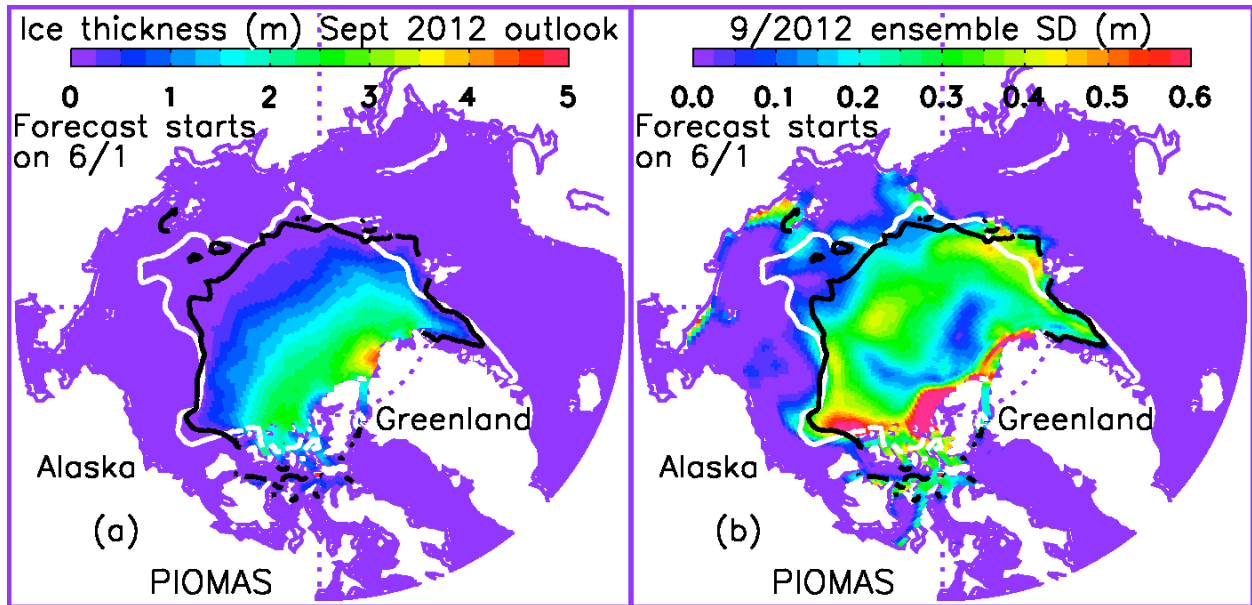 Ice thickness (m) Sept 2012 outlook
0 1 2 3 4 5
Forecast starts
on 6/1
Greenland
Alaska
(a)
PIOMAS
9/2012 ensemble SD (m)
0.0 0.1 0.2 0.3 0.4 0.5 0.6
Forecast starts
on 6/1
Greenland
Alaska
(b)
PIOMAS